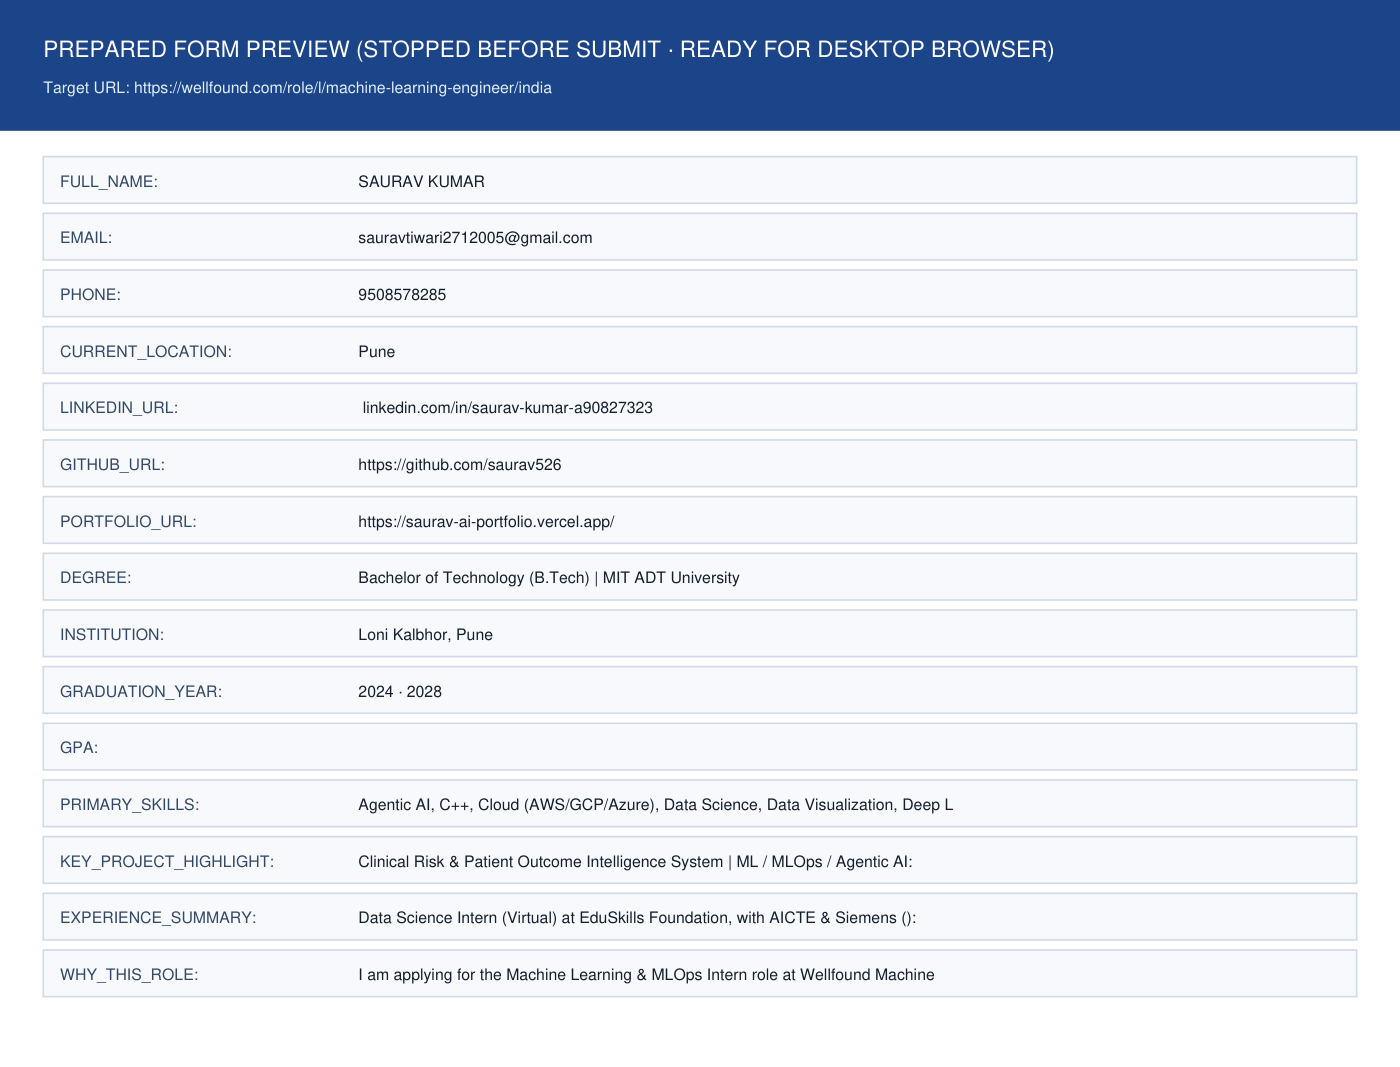 PREPARED FORM PREVIEW (STOPPED BEFORE SUBMIT · READY FOR DESKTOP BROWSER)
Target URL: https://wellfound.com/role/l/machine-learning-engineer/india
FULL_NAME: SAURAV KUMAR
EMAIL: sauravtiwari2712005@gmail.com
PHONE: 9508578285
CURRENT_LOCATION: Pune
LINKEDIN_URL: linkedin.com/in/saurav-kumar-a90827323
GITHUB_URL: https://github.com/saurav526
PORTFOLIO_URL: https://saurav-ai-portfolio.vercel.app/
DEGREE: Bachelor of Technology (B.Tech) | MIT ADT University
INSTITUTION: Loni Kalbhor, Pune
GRADUATION_YEAR: 2024 · 2028
GPA:
PRIMARY_SKILLS: Agentic AI, C++, Cloud (AWS/GCP/Azure), Data Science, Data Visualization, Deep L
KEY_PROJECT_HIGHLIGHT: Clinical Risk & Patient Outcome Intelligence System | ML / MLOps / Agentic AI:
EXPERIENCE_SUMMARY: Data Science Intern (Virtual) at EduSkills Foundation, with AICTE & Siemens ():
WHY_THIS_ROLE: I am applying for the Machine Learning & MLOps Intern role at Wellfound Machine